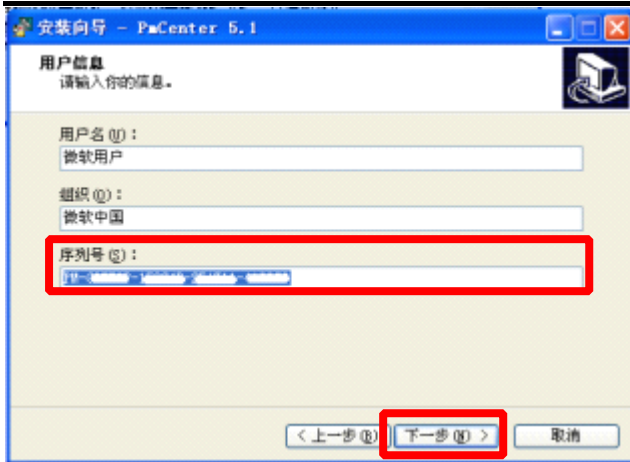 安装向导 - PmCenter 5.1
用户信息
请输入你的信息。
用户名(U)：
微软用户
组织(O)：
微软中国
序列号(S)：
< 上一步(B)
下一步(N) >
取消